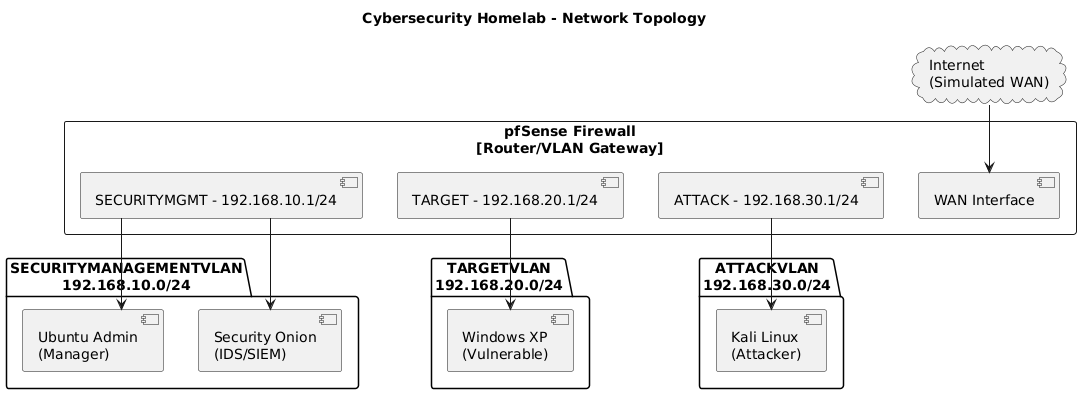 Cybersecurity Homelab - Network Topology
Internet
(Simulated WAN)
pfSense Firewall
[Router/VLAN Gateway]
SECURITYMGMT - 192.168.10.1/24
TARGET - 192.168.20.1/24
ATTACK - 192.168.30.1/24
WAN Interface
SECURITYMANAGEMENTVLAN
192.168.10.0/24
Ubuntu Admin
(Manager)
Security Onion
(IDS/SIEM)
TARGETVLAN
192.168.20.0/24
Windows XP
(Vulnerable)
ATTACKVLAN
192.168.30.0/24
Kali Linux
(Attacker)